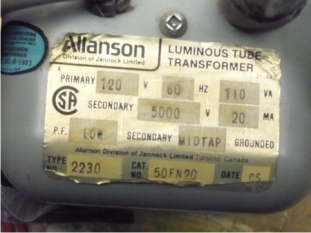 Allanson
Division of Jannock Limited
LUMINOUS TUBE
TRANSFORMER
PRIMARY 120 V 60 HZ 110 VA
SECONDARY 5000 V 20 MA
P.F. LOW SECONDARY MIDTAP GROUNDED
Allanson Division of Jannock Limited Toronto Canada
TYPE 2230 CAT. NO. 50FN20 DATE C5